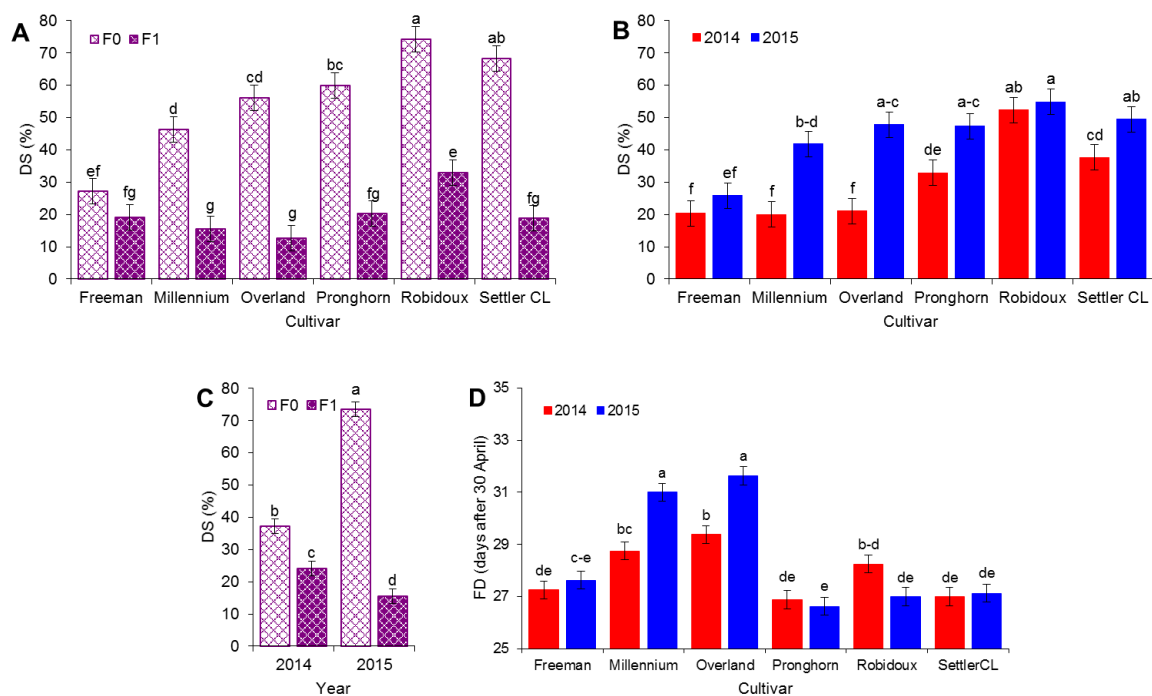 A
F0 F1
DS (%)
80
70
60
50
40
30
20
10
0
ef fg d g cd g bc fg a e ab fg
Freeman Millennium Overland Pronghorn Robidoux Settler CL
Cultivar
B
2014 2015
DS (%)
80
70
60
50
40
30
20
10
0
f ef f b-d f a-c de a-c ab a cd ab
Freeman Millennium Overland Pronghorn Robidoux Settler CL
Cultivar
C
F0 F1
DS (%)
80
70
60
50
40
30
20
10
0
b c a d
2014 2015
Year
D
2014 2015
FD (days after 30 April)
35
33
31
29
27
25
de c-e bc a b a de e b-d de de de
Freeman Millennium Overland Pronghorn Robidoux SettlerCL
Cultivar